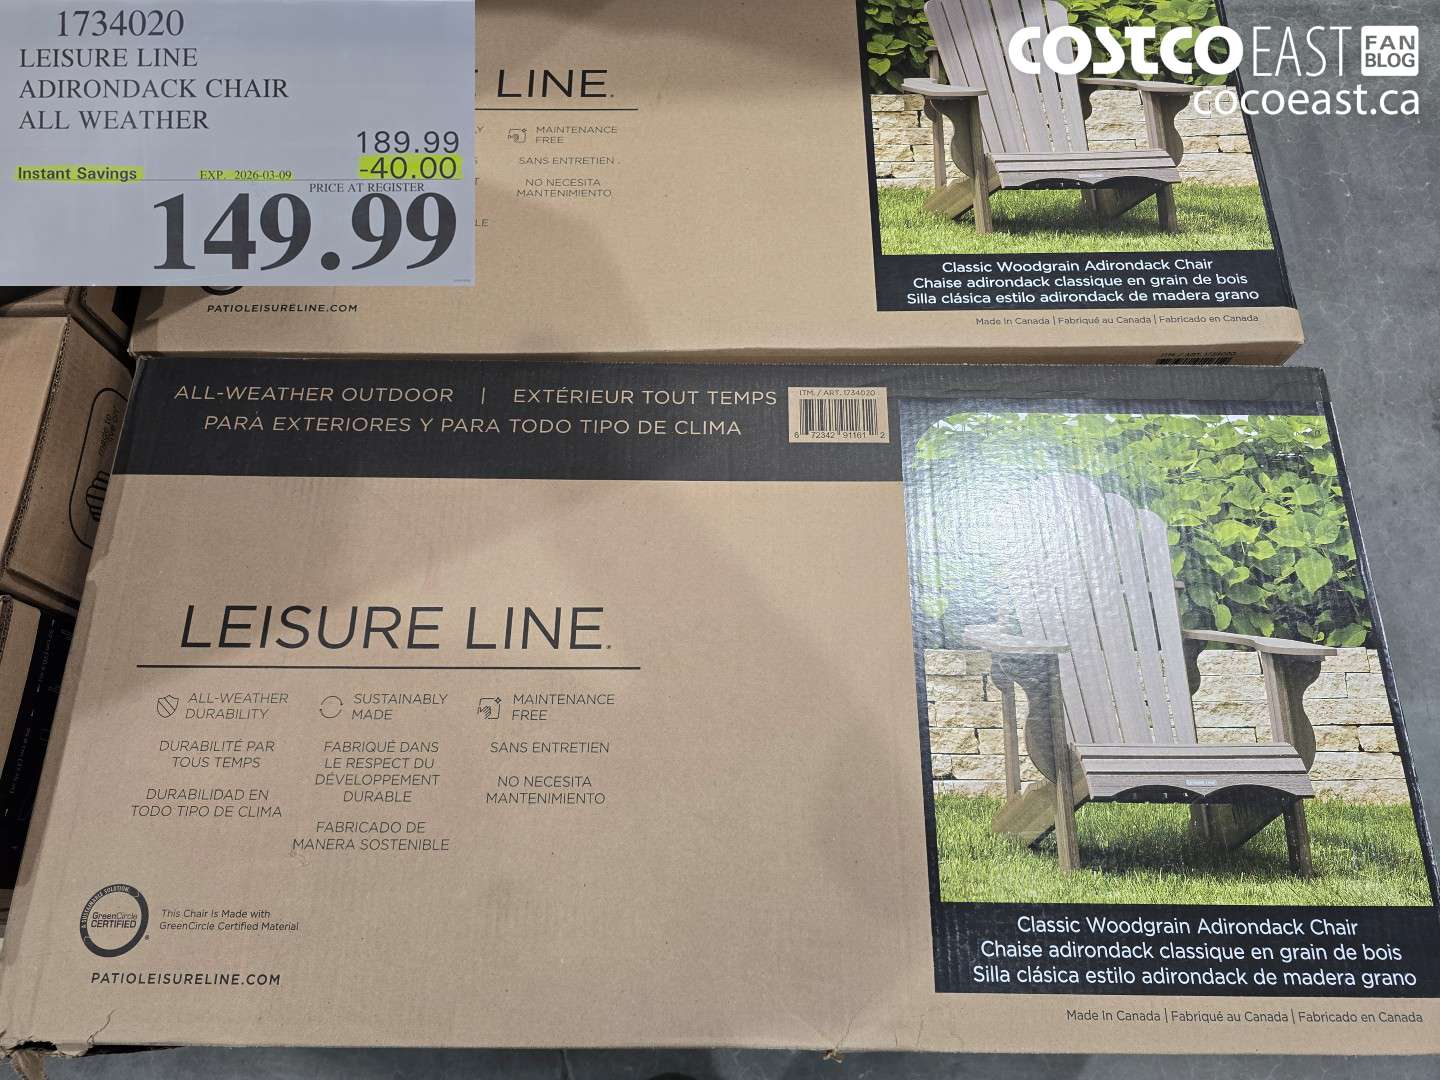 1734020
LEISURE LINE
ADIRONDACK CHAIR
ALL WEATHER
189.99
Instant Savings EXP. 2026-03-09 -40.00
PRICE AT REGISTER
149.99
COSTCO EAST FAN BLOG
cocoeast.ca
LINE.
MAINTENANCE
FREE
SANS ENTRETIEN
NO NECESITA
MANTENIMIENTO
PATIOLEISURELINE.COM
Classic Woodgrain Adirondack Chair
Chaise adirondack classique en grain de bois
Silla clásica estilo adirondack de madera grano
Made In Canada | Fabriqué au Canada | Fabricado en Canada
ITM. / ART. 1734020
ALL-WEATHER OUTDOOR | EXTÉRIEUR TOUT TEMPS
PARA EXTERIORES Y PARA TODO TIPO DE CLIMA
ITM. / ART. 1734020
6 72342 91161 2
LEISURE LINE.
ALL-WEATHER
DURABILITY
DURABILITÉ PAR
TOUS TEMPS
DURABILIDAD EN
TODO TIPO DE CLIMA
SUSTAINABLY
MADE
FABRIQUÉ DANS
LE RESPECT DU
DÉVELOPPEMENT
DURABLE
FABRICADO DE
MANERA SOSTENIBLE
MAINTENANCE
FREE
SANS ENTRETIEN
NO NECESITA
MANTENIMIENTO
GreenCircle
CERTIFIED
This Chair Is Made with
GreenCircle Certified Material
PATIOLEISURELINE.COM
Classic Woodgrain Adirondack Chair
Chaise adirondack classique en grain de bois
Silla clásica estilo adirondack de madera grano
Made In Canada | Fabriqué au Canada | Fabricado en Canada